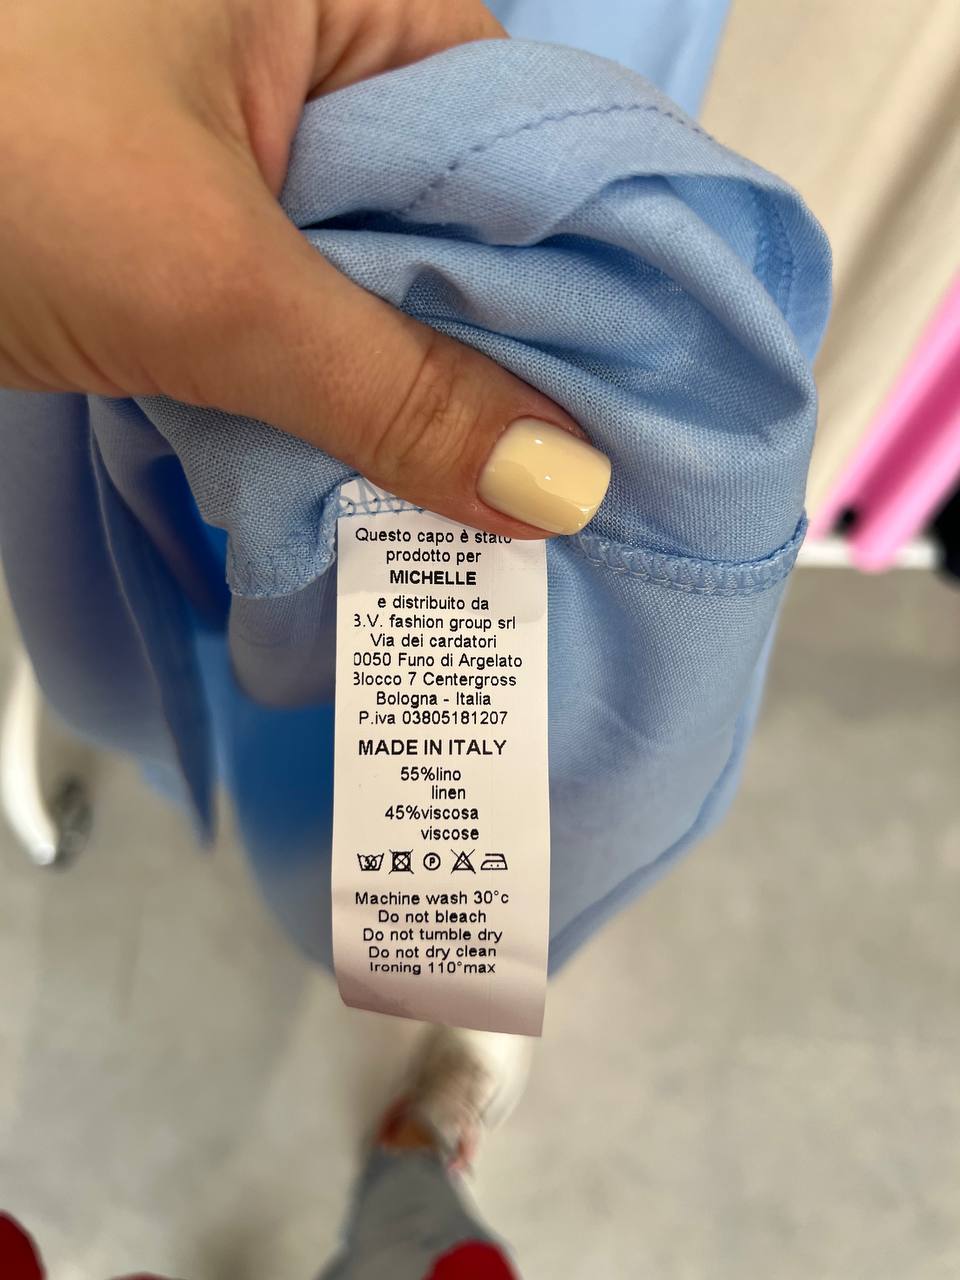 Questo capo è stato
prodotto per
MICHELLE
e distribuito da
B.V. fashion group srl
Via dei cardatori
0050 Funo di Argelato
Blocco 7 Centergross
Bologna - Italia
P.iva 03805181207
MADE IN ITALY
55%lino
linen
45%viscosa
viscose
30 P
Machine wash 30°c
Do not bleach
Do not tumble dry
Do not dry clean
Ironing 110°max